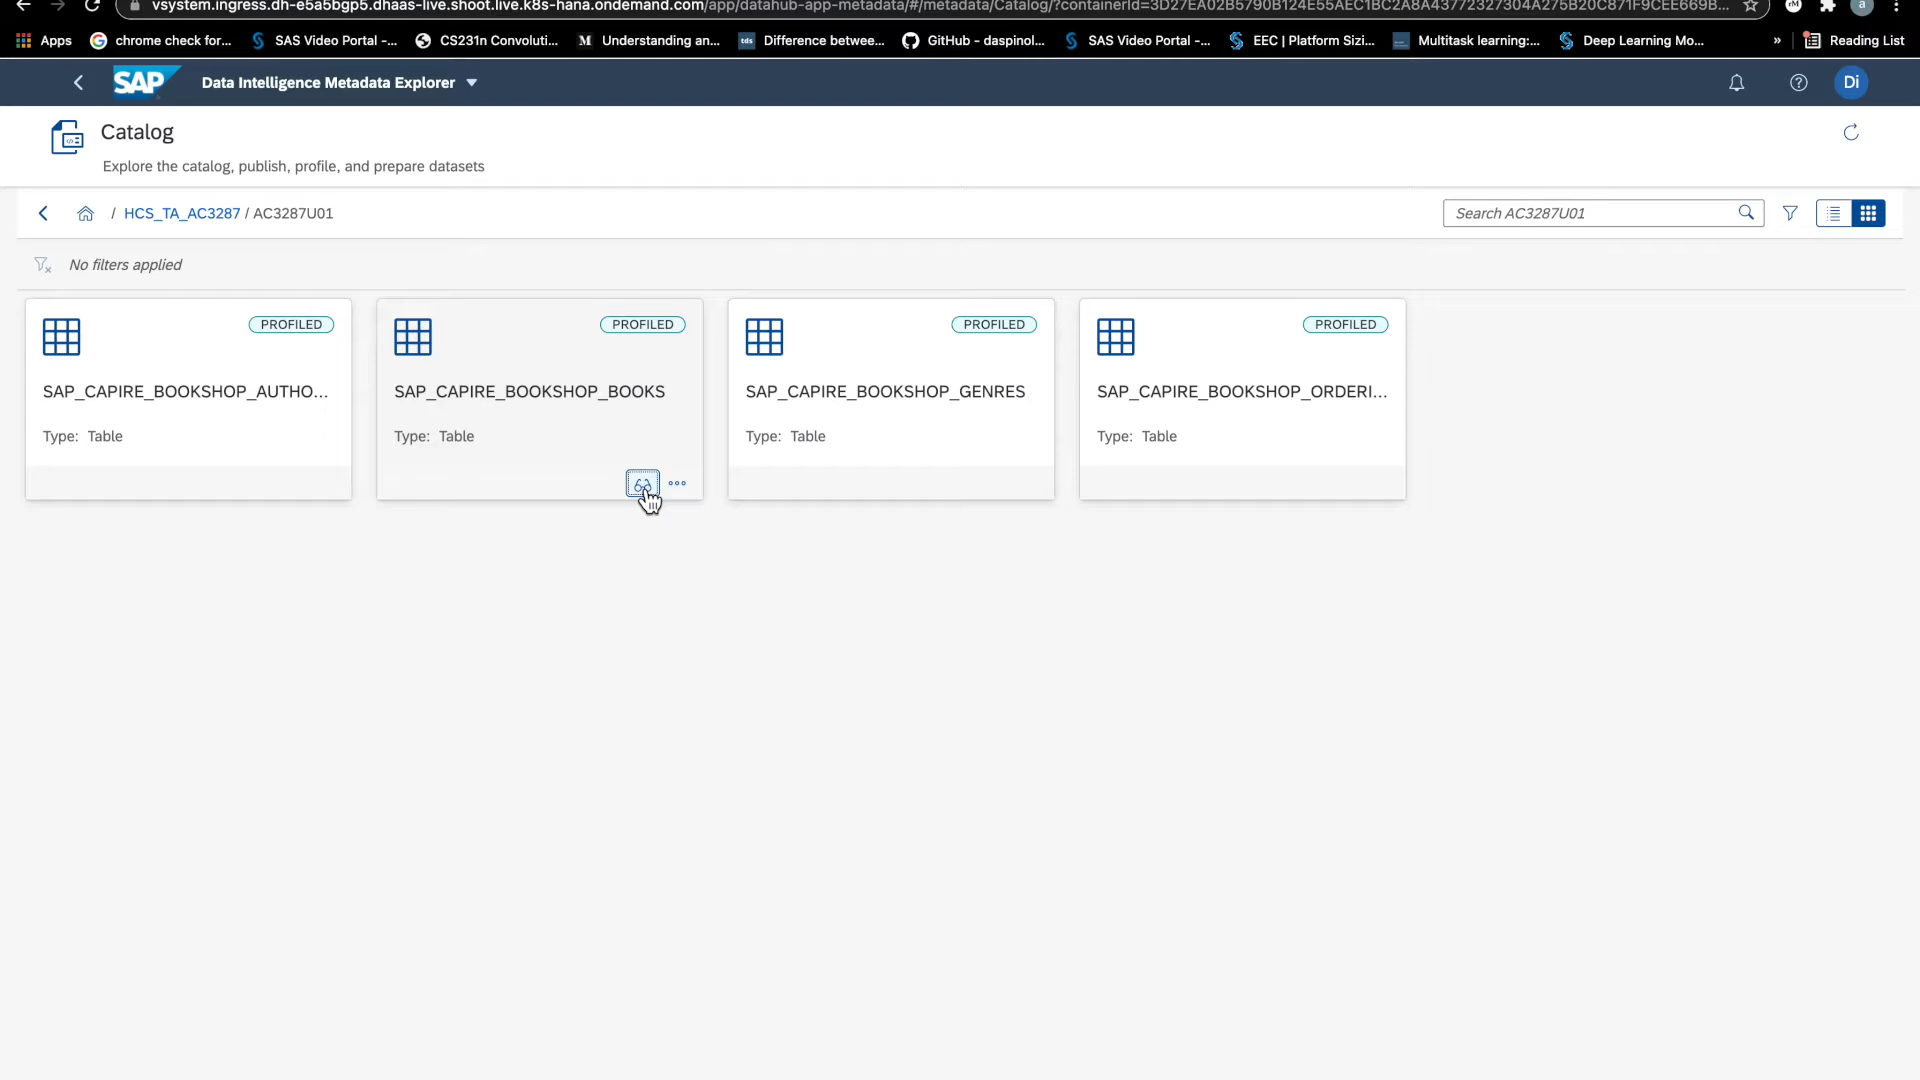 vsystem.ingress.dh-e5a5bgp5.dhaas-live.shoot.live.k8s-hana.ondemand.com/app/datahub-app-metadata/#/metadata/Catalog/?containerId=3D27EA02B5790B124E55AEC1BC2A8A43772327304A275B20C871F9CEE669B... a
Apps chrome check for... SAS Video Portal -... CS231n Convoluti... M Understanding an... tds Difference betwee... GitHub - daspinol... SAS Video Portal -... EEC | Platform Sizi... Multitask learning:... Deep Learning Mo... » Reading List
SAP Data Intelligence Metadata Explorer Di
Catalog
Explore the catalog, publish, profile, and prepare datasets
/ HCS_TA_AC3287 / AC3287U01 Search AC3287U01
No filters applied
PROFILED PROFILED PROFILED PROFILED
SAP_CAPIRE_BOOKSHOP_AUTHO... SAP_CAPIRE_BOOKSHOP_BOOKS SAP_CAPIRE_BOOKSHOP_GENRES SAP_CAPIRE_BOOKSHOP_ORDERI...
Type: Table Type: Table Type: Table Type: Table